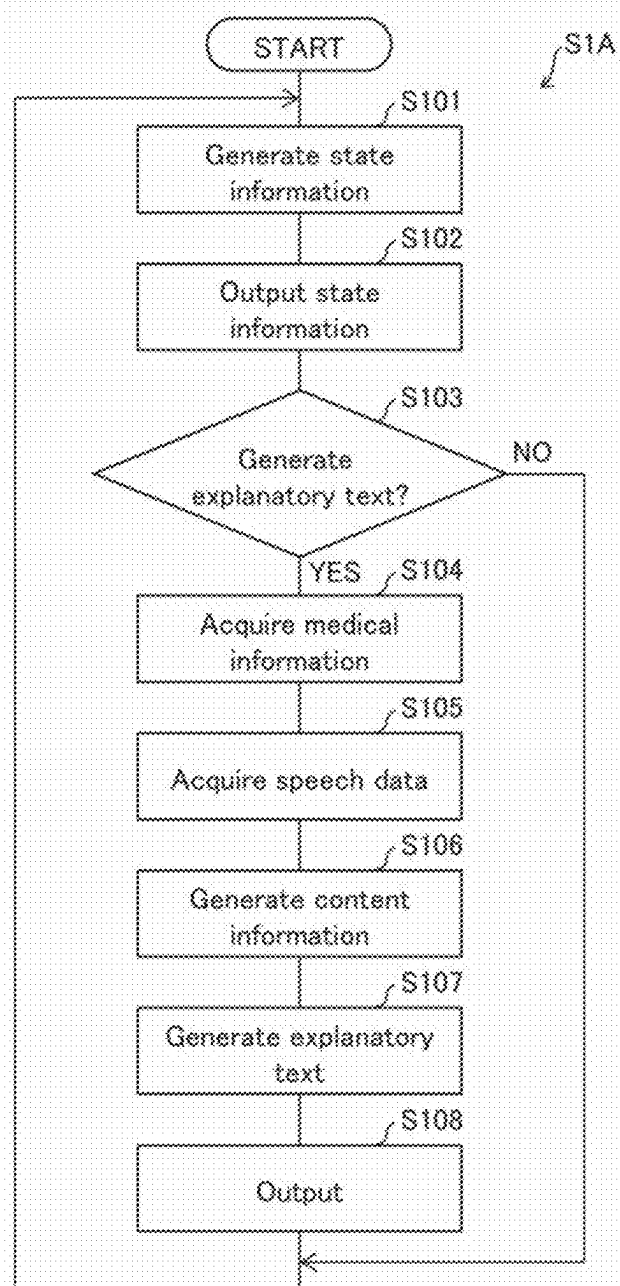 START
S1A
S101
Generate state
information
S102
Output state
information
S103
Generate
explanatory text?
NO
YES
S104
Acquire medical
information
S105
Acquire speech data
S106
Generate content
information
S107
Generate explanatory
text
S108
Output